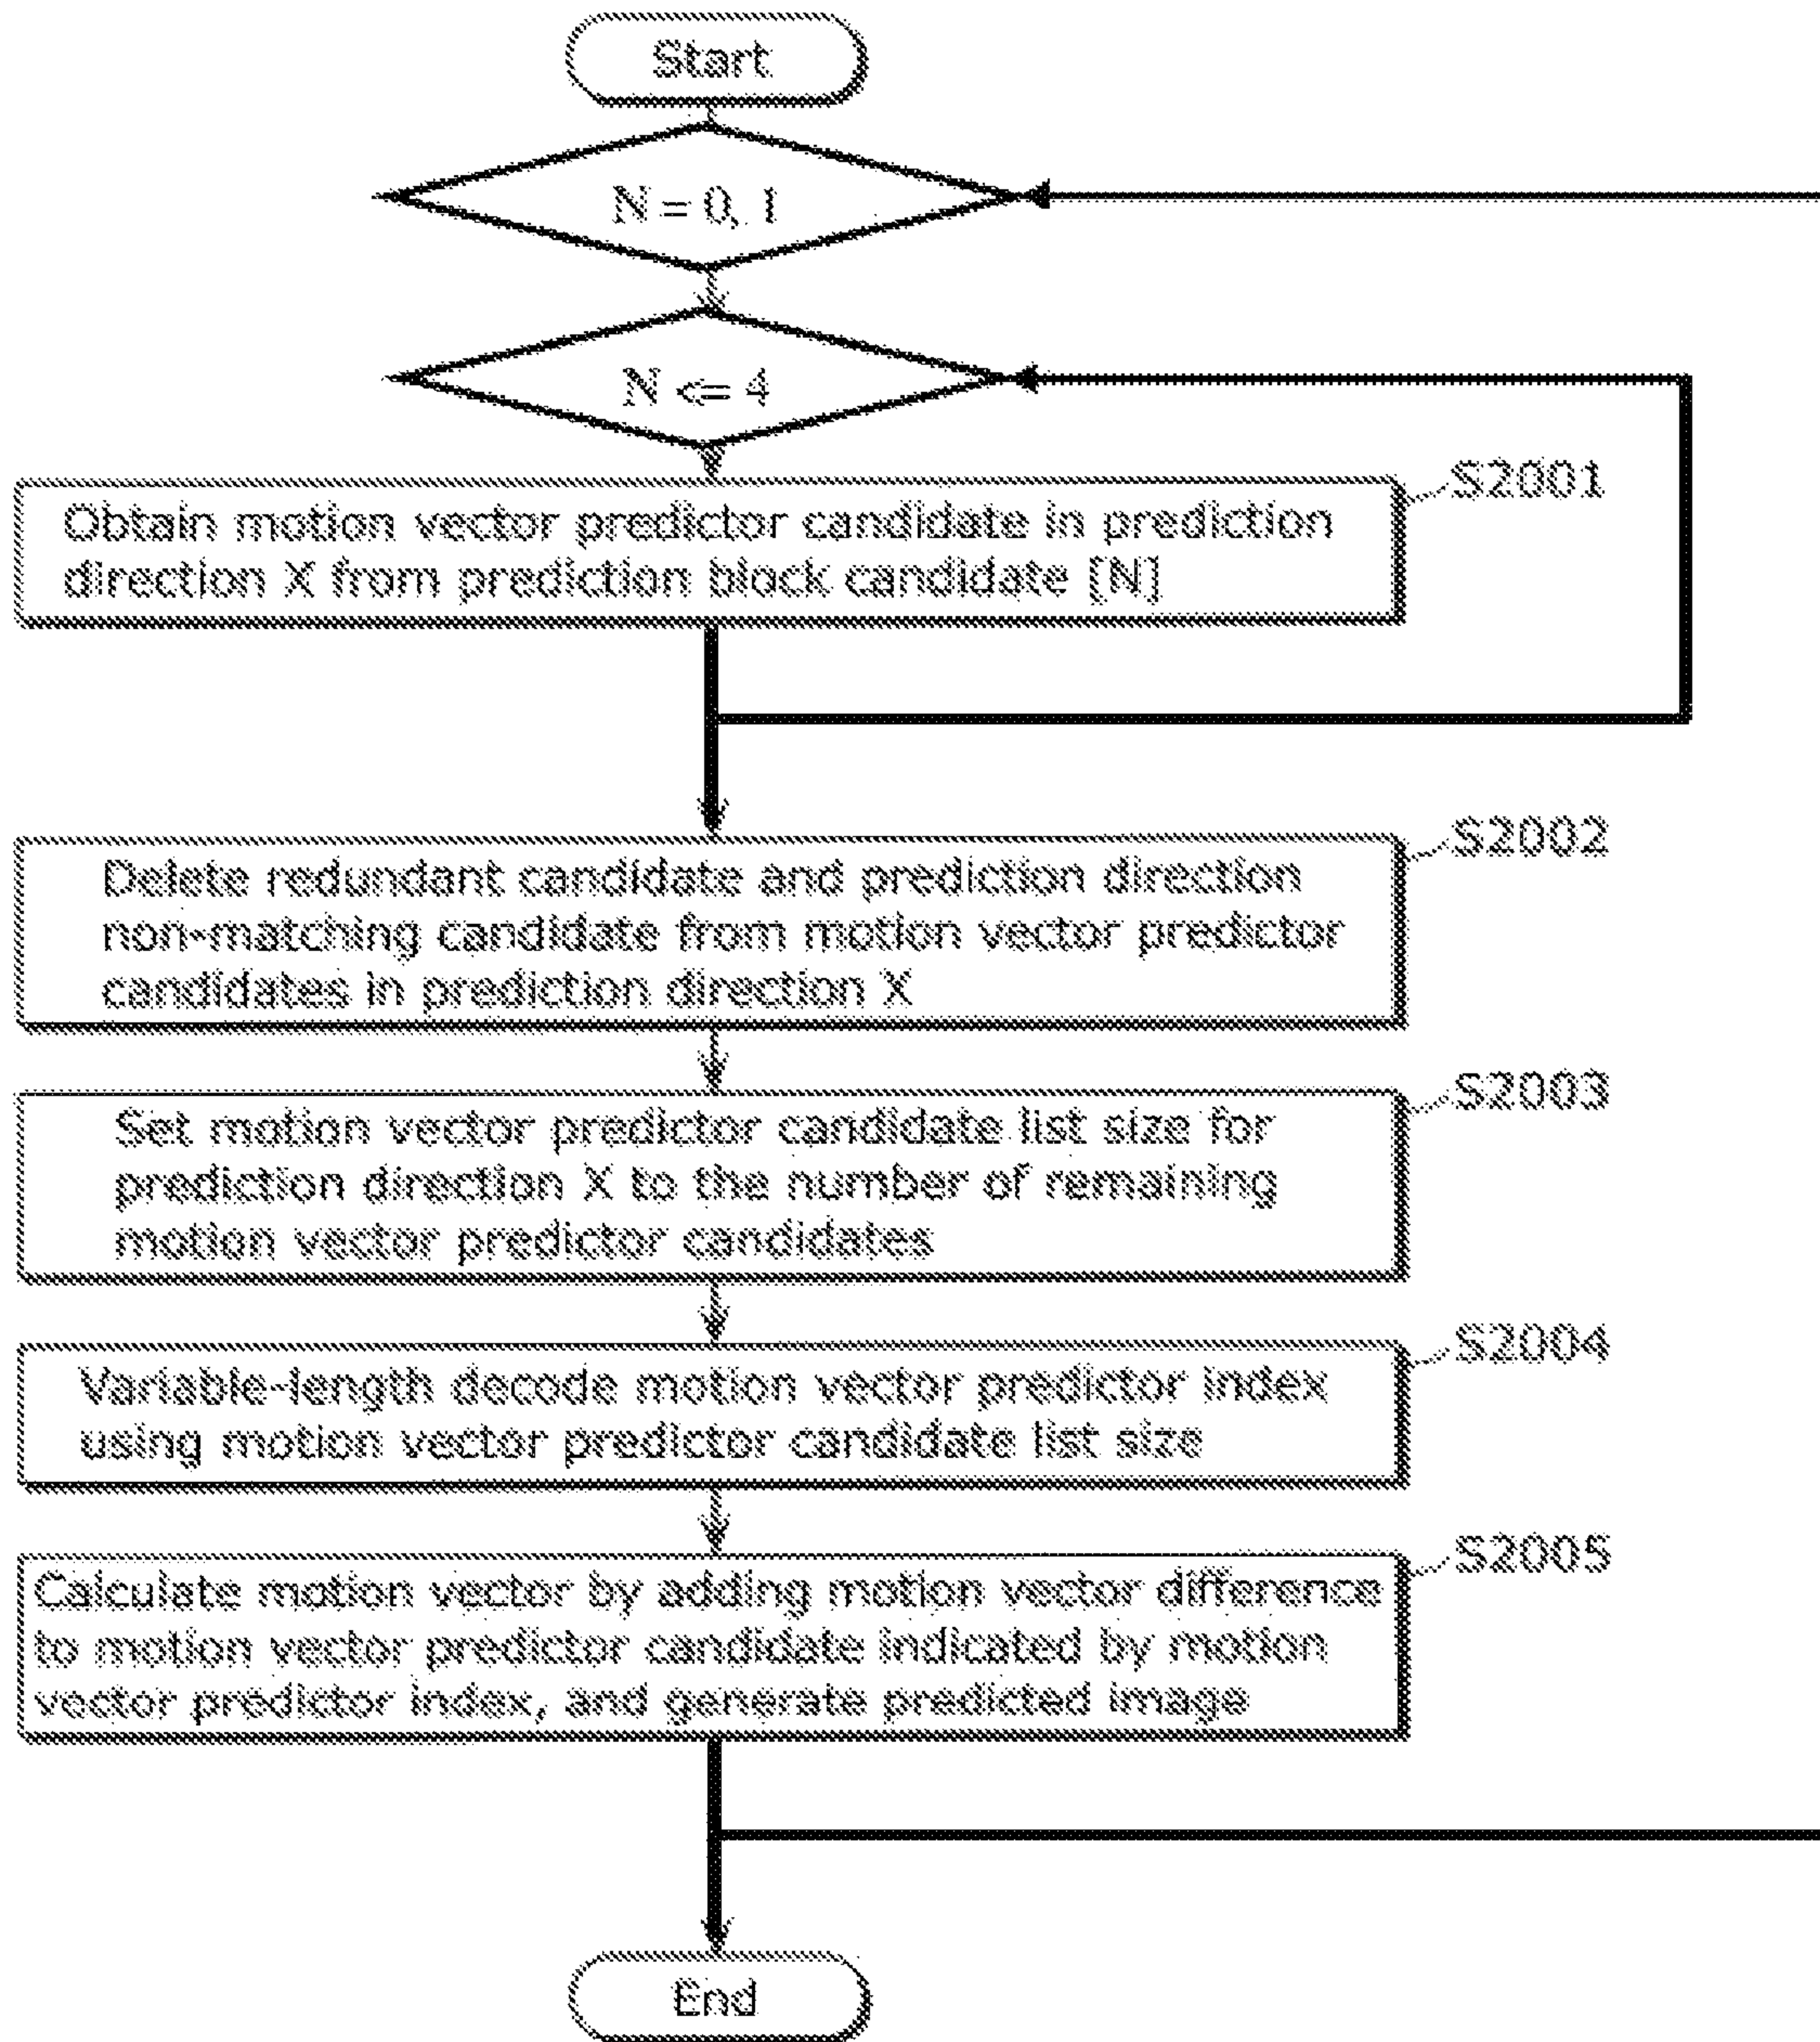 Start
N = 0, 1
N <= 4
S2001
Obtain motion vector predictor candidate in prediction
direction X from prediction block candidate [N]
S2002
Delete redundant candidate and prediction direction
non-matching candidate from motion vector predictor
candidates in prediction direction X
S2003
Set motion vector predictor candidate list size for
prediction direction X to the number of remaining
motion vector predictor candidates
S2004
Variable-length decode motion vector predictor index
using motion vector predictor candidate list size
S2005
Calculate motion vector by adding motion vector difference
to motion vector predictor candidate indicated by motion
vector predictor index, and generate predicted image
End